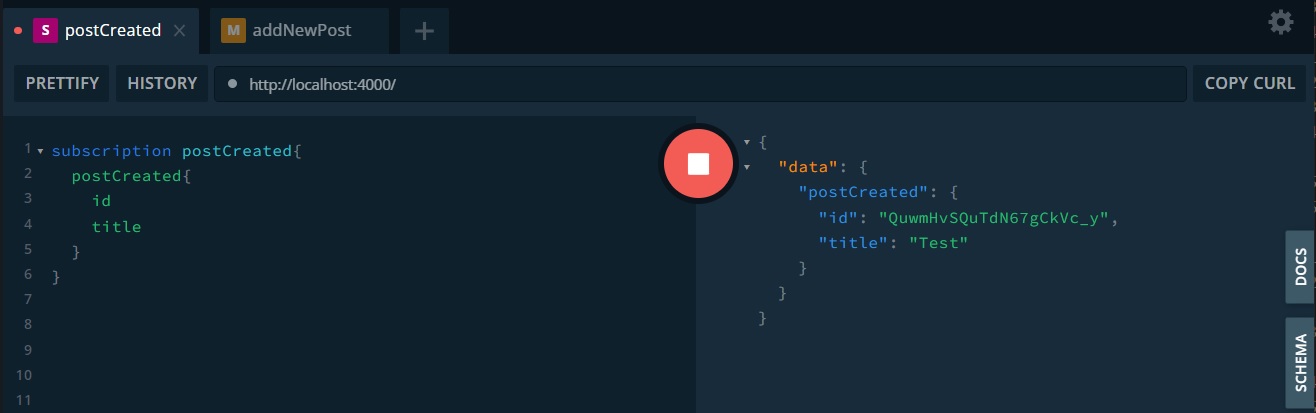 S postCreated
M addNewPost
PRETTIFY
HISTORY
http://localhost:4000/
COPY CURL
1 subscription postCreated{
2 postCreated{
3 id
4 title
5 }
6 }
7
8
9
10
11
{
"data": {
"postCreated": {
"id": "QuwmHvSQuTdN67gCkVc_y",
"title": "Test"
}
}
}
DOCS
SCHEMA